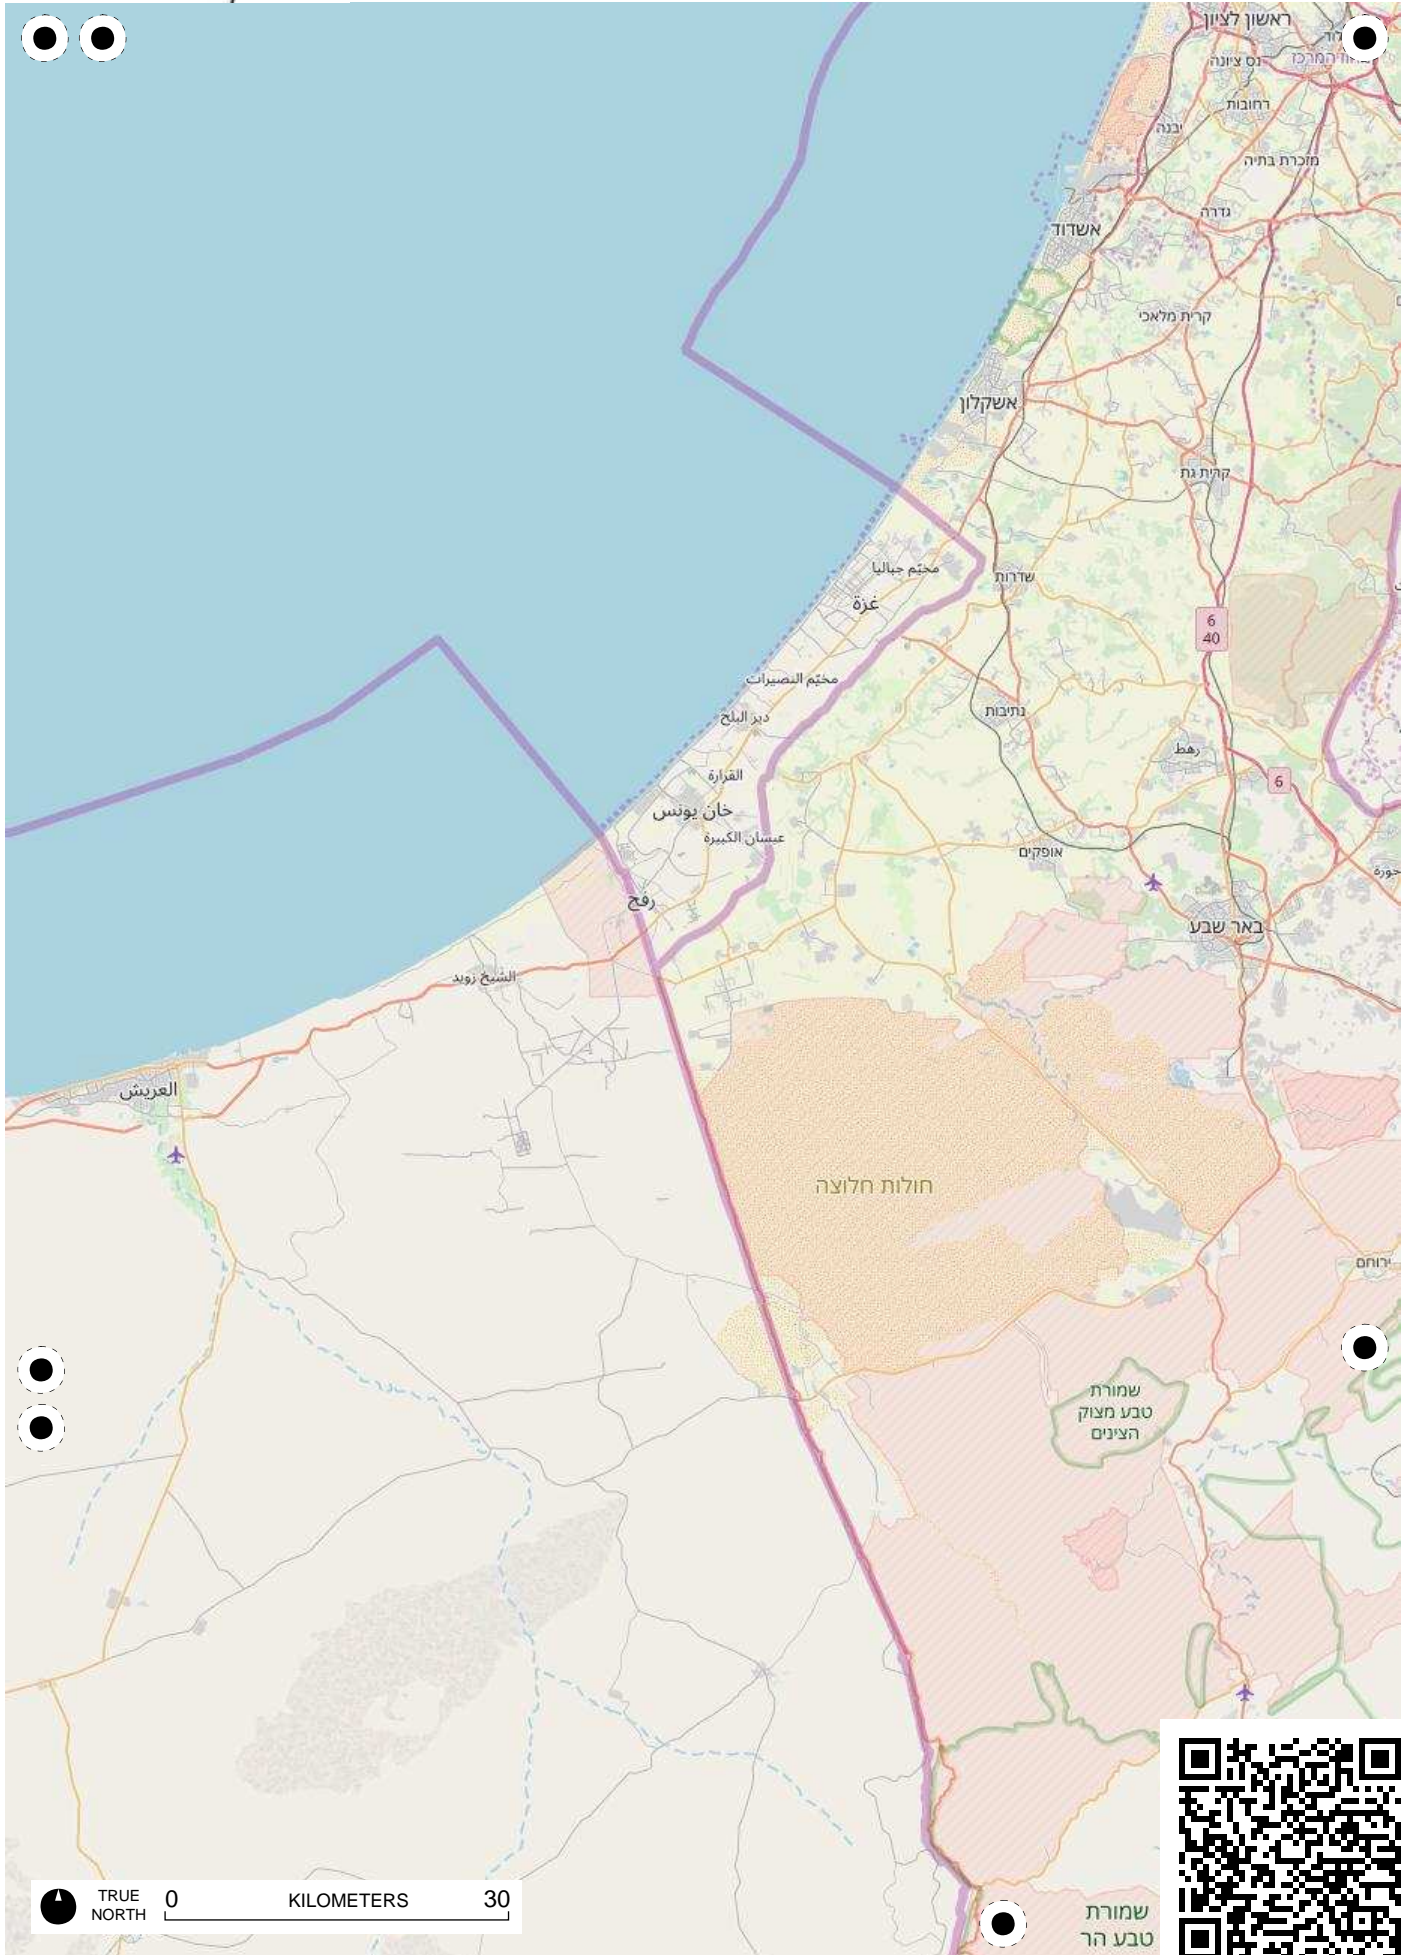 ראשון לציון
נס ציונה
רחובות
יבנה
מזכרת בתיה
גדרה
אשדוד
קרית מלאכי
אשקלון
קרית גת
مخيّم جباليا
שדרות
غزة
6
40
مخيّم النصيرات
دير البلح
נתיבות
رهط
القرارة
6
خان يونس
عبسان الكبيرة
אופקים
رفح
באר שבע
الشيخ زويد
العريش
חולות חלוצה
ירוחם
שמורת
טבע מצוק
הצינים
TRUE
NORTH
0 KILOMETERS 30
שמורת
טבע הר